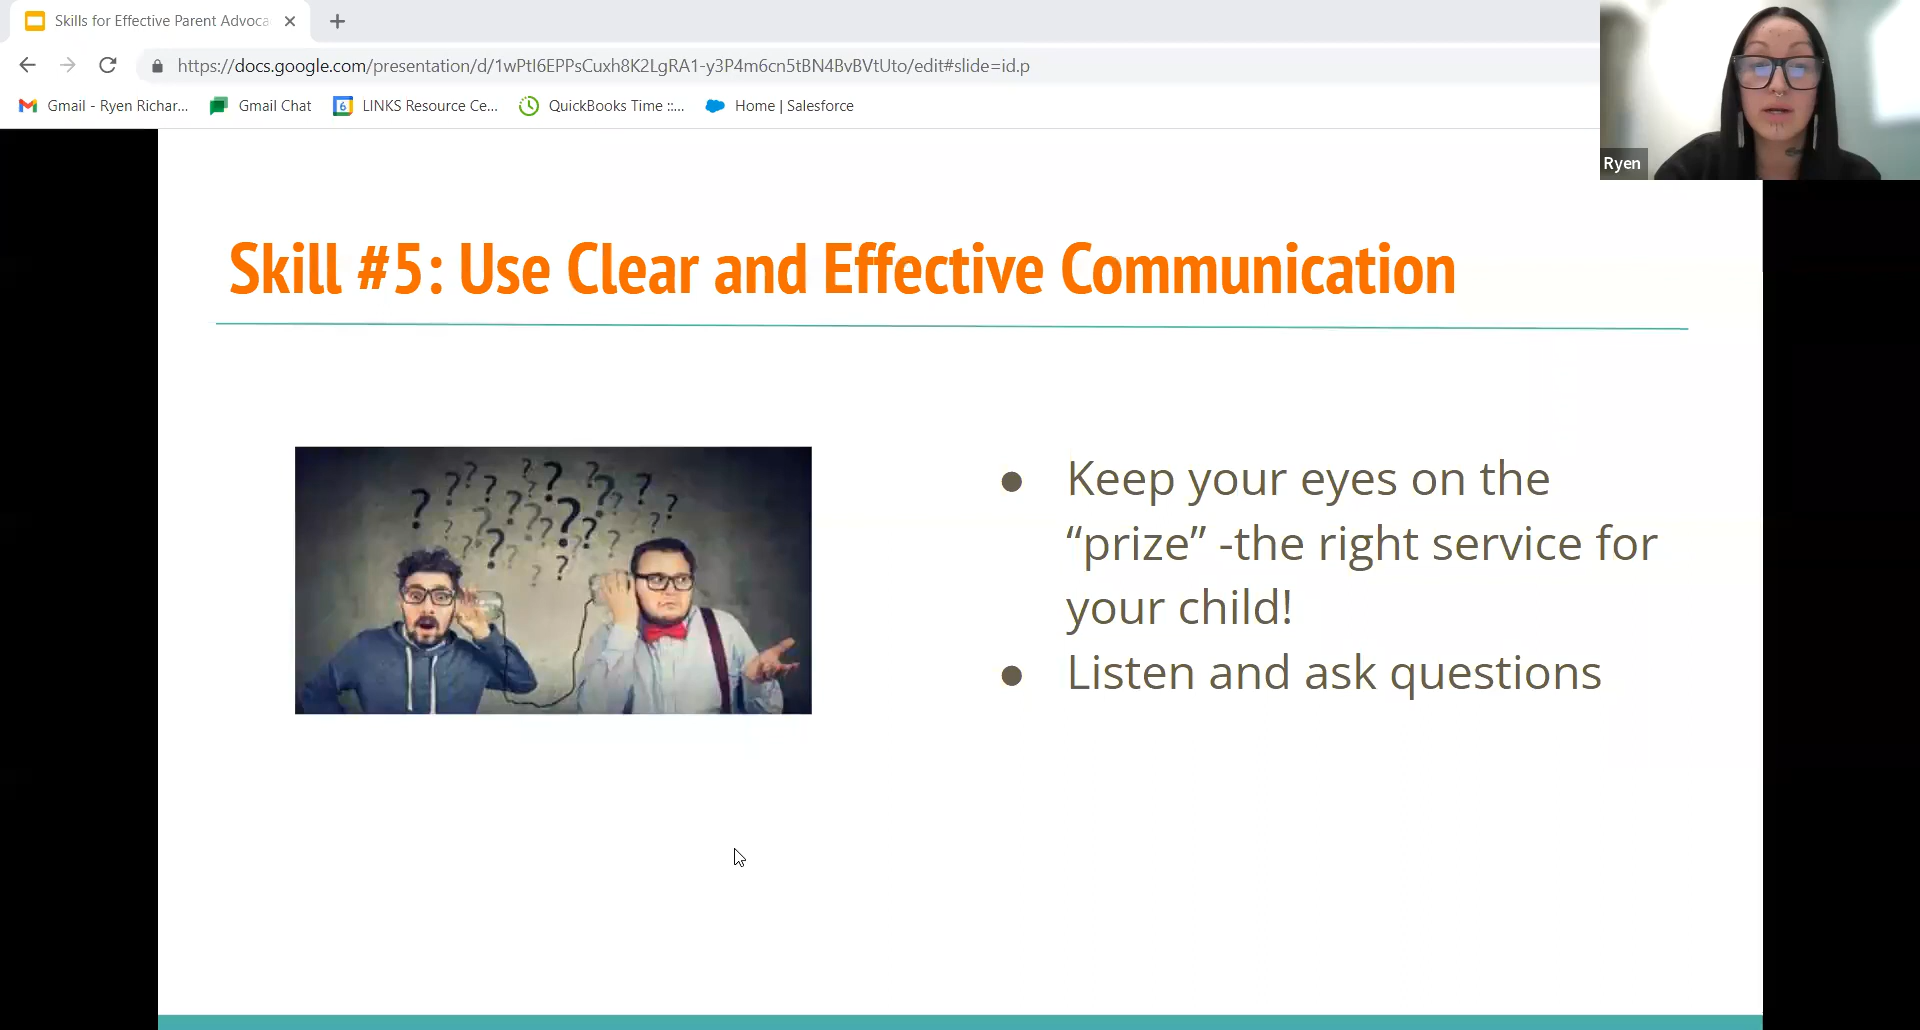 Skills for Effective Parent Advoca
https://docs.google.com/presentation/d/1wPtI6EPPsCuxh8K2LgRA1-y3P4m6cn5tBN4BvBVtUto/edit#slide=id.p
Gmail - Ryen Richar... Gmail Chat 6 LINKS Resource Ce... QuickBooks Time ::... Home | Salesforce
Ryen
Skill #5: Use Clear and Effective Communication
● Keep your eyes on the
“prize” -the right service for
your child!
● Listen and ask questions